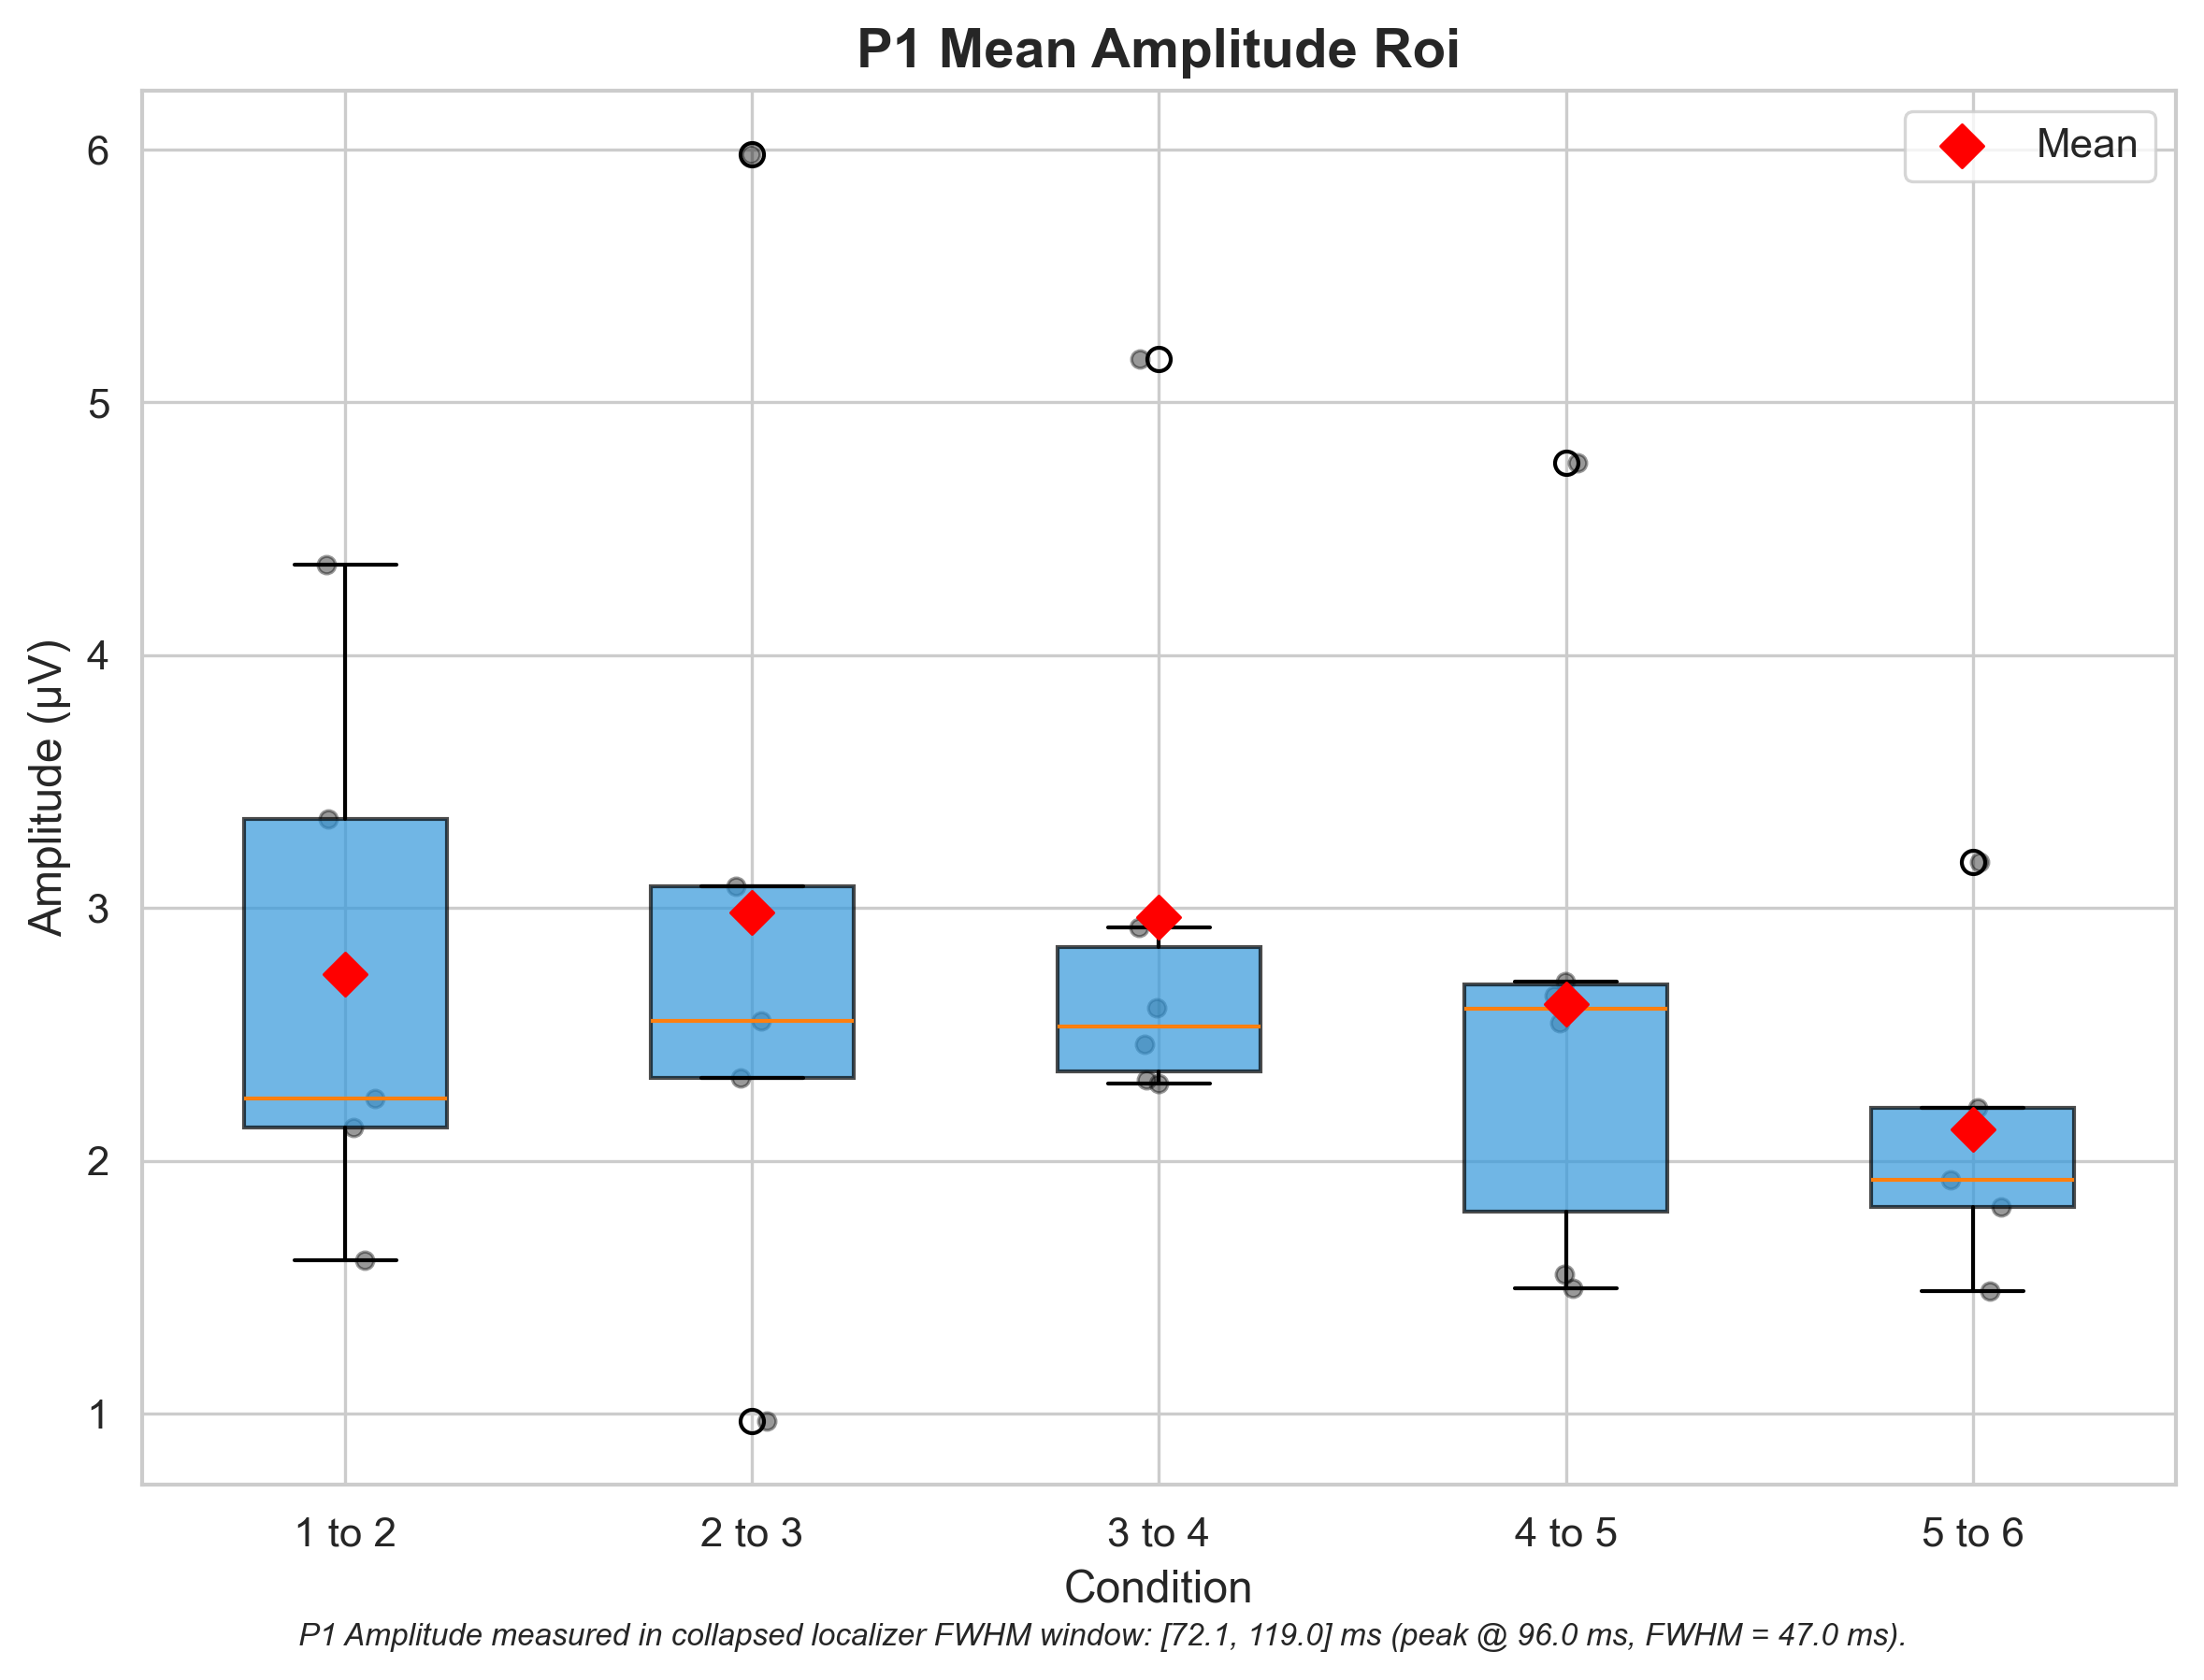 P1 Mean Amplitude Roi
Mean
Amplitude (µV)
6
5
4
3
2
1
1 to 2
2 to 3
3 to 4
4 to 5
5 to 6
Condition
P1 Amplitude measured in collapsed localizer FWHM window: [72.1, 119.0] ms (peak @ 96.0 ms, FWHM = 47.0 ms).